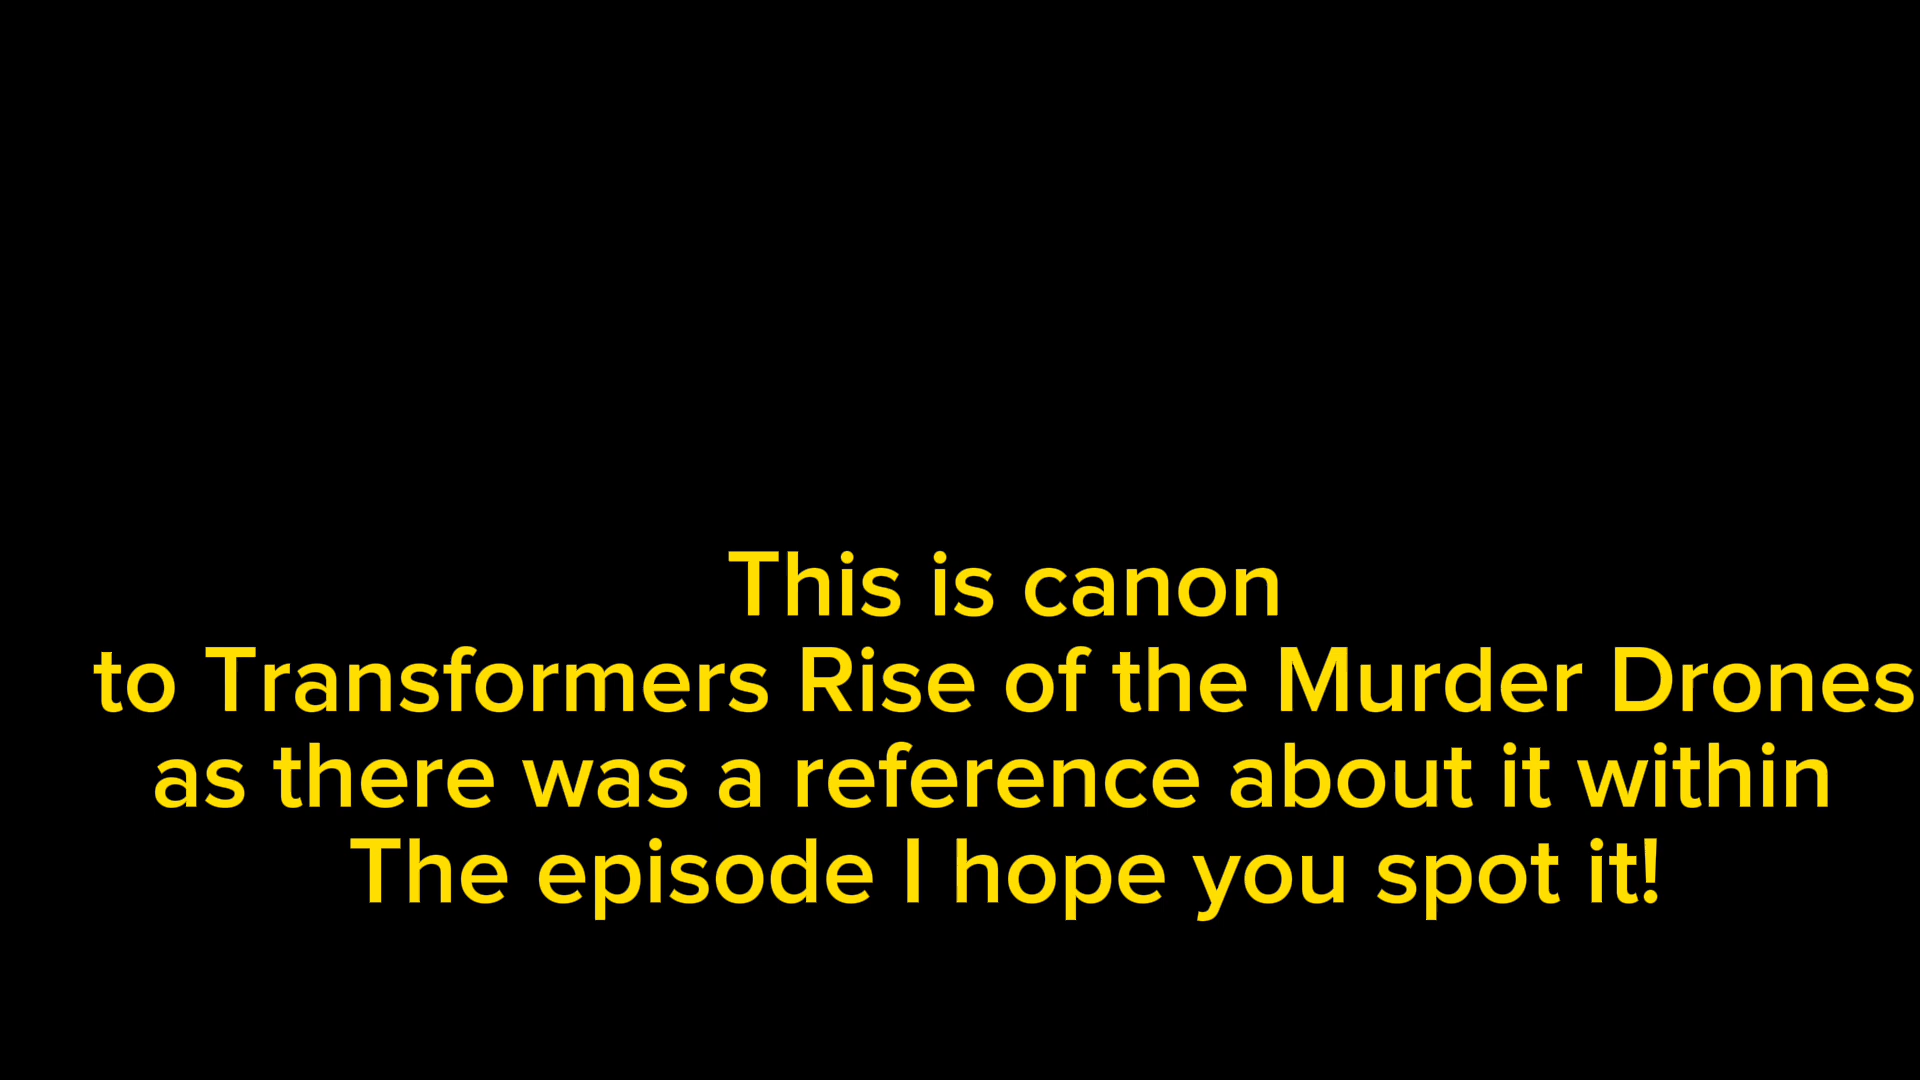 This is canon
to Transformers Rise of the Murder Drones
as there was a reference about it within
The episode I hope you spot it!